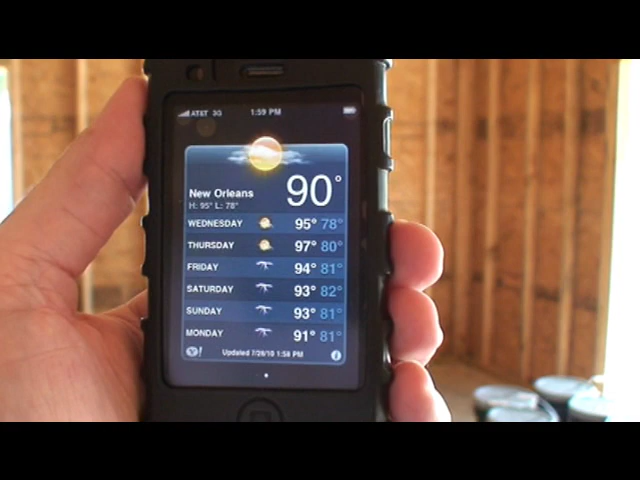 AT&T 3G 1:59 PM
New Orleans 90°
H: 95° L: 78°
WEDNESDAY 95° 78°
THURSDAY 97° 80°
FRIDAY 94° 81°
SATURDAY 93° 82°
SUNDAY 93° 81°
MONDAY 91° 81°
Y! Updated 7/28/10 1:58 PM i